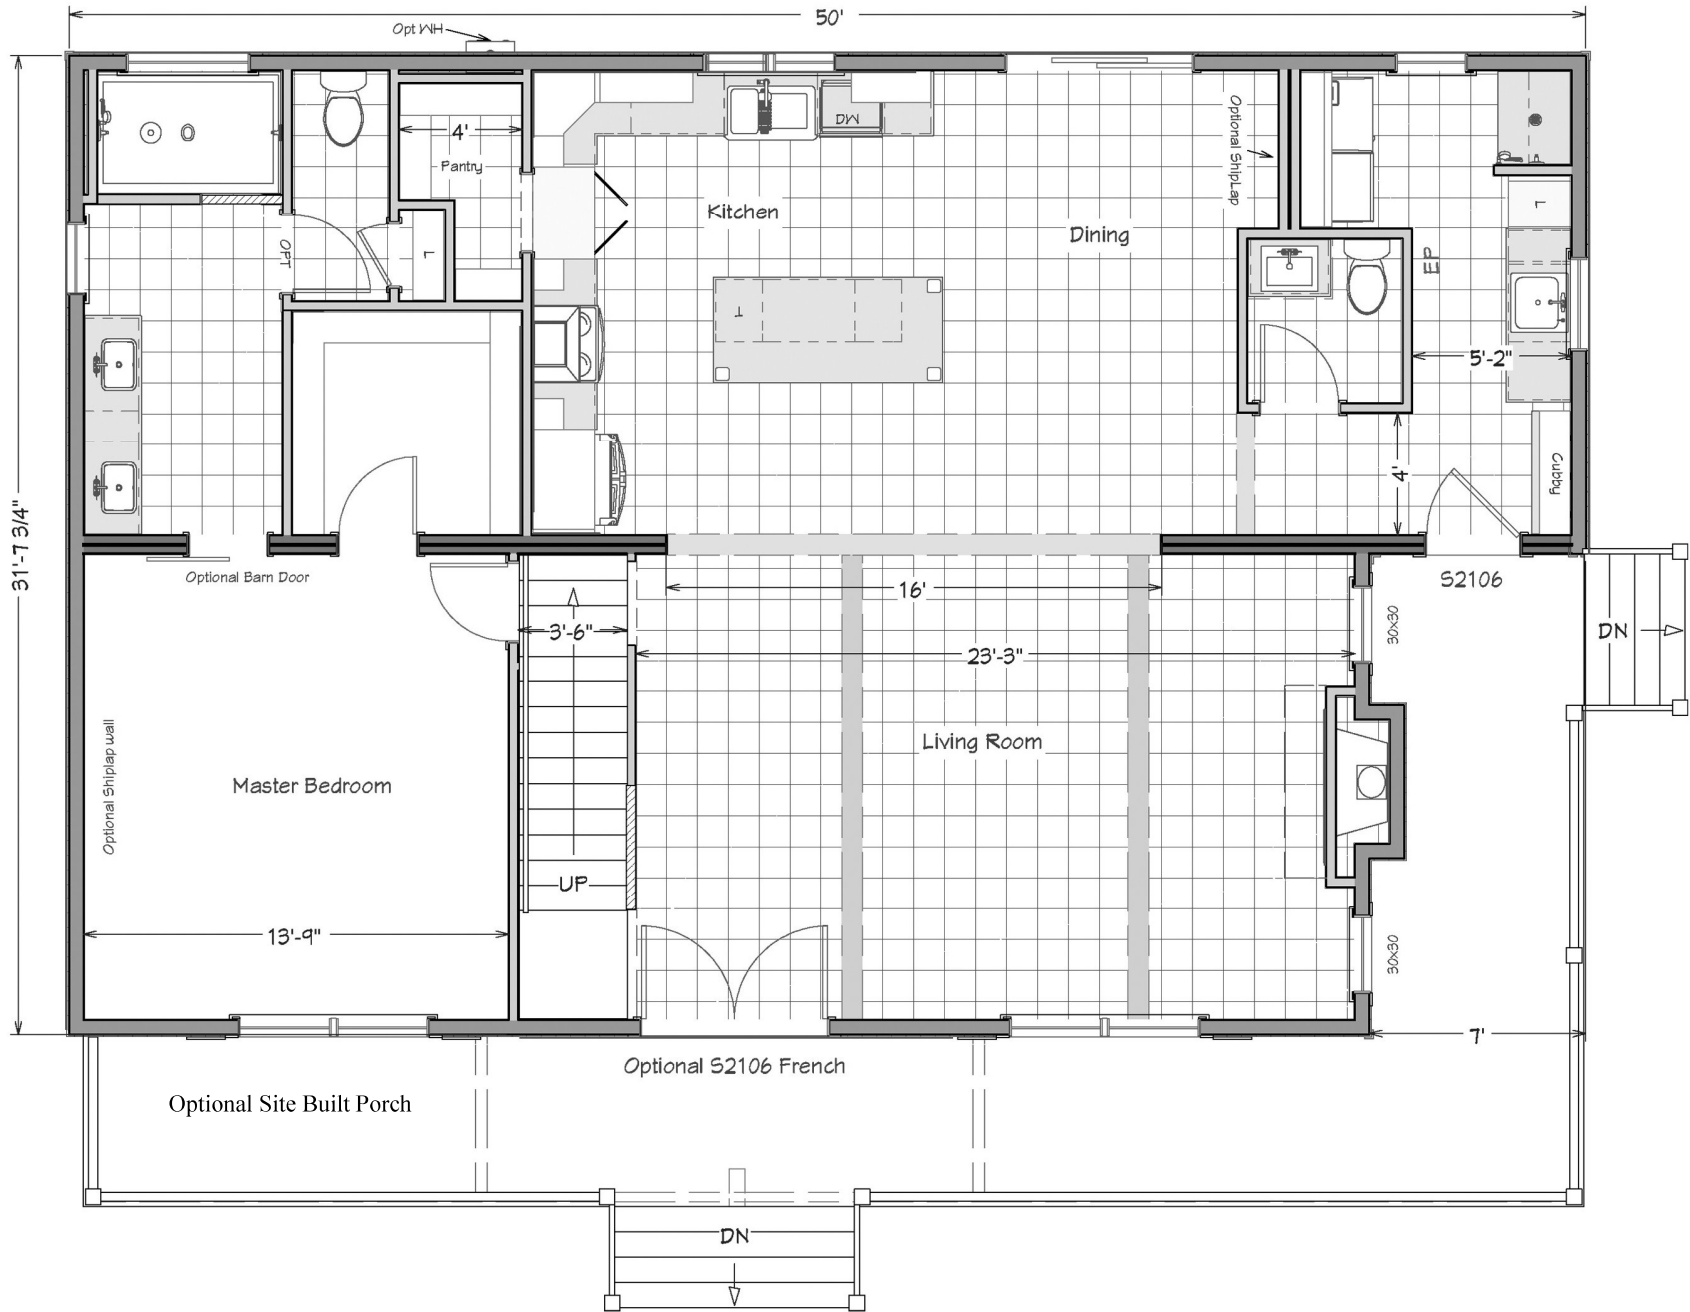 50'
Opt WH
4'
Pantry
DW
Optional ShipLap
Kitchen
Dining
L
OPT
L
EP
T
5'-2"
4'
Cubby
31'-7 3/4"
Optional Barn Door
16'
S2106
30x30
3'-6"
DN
23'-3"
Living Room
Optional Shiplap wall
Master Bedroom
UP
13'-9"
30x30
7'
Optional S2106 French
Optional Site Built Porch
DN